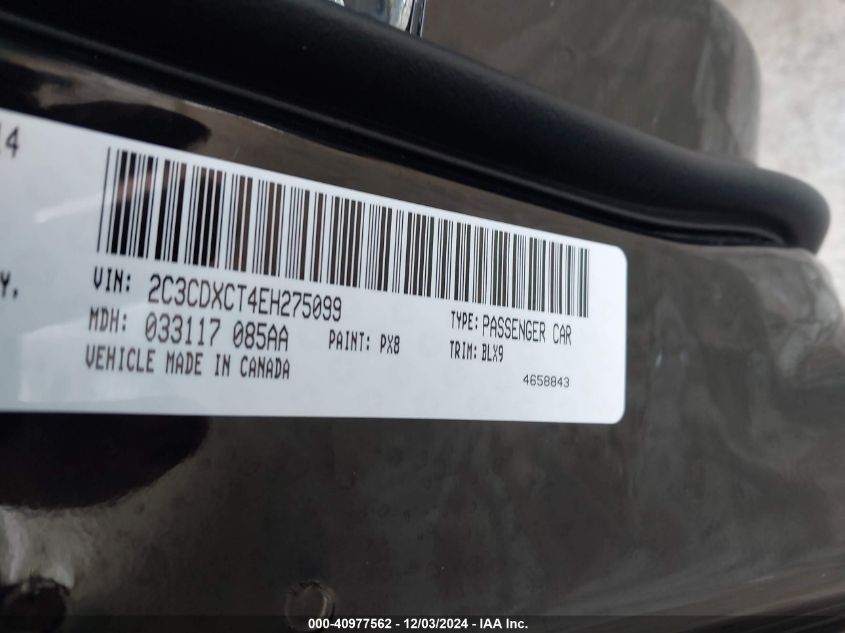 14
Y,
VIN: 2C3CDXCT4EH275099
MDH: 033117 085AA PAINT: PX8 TYPE: PASSENGER CAR
VEHICLE MADE IN CANADA TRIM: BLX9
4658843
000-40977562 - 12/03/2024 - IAA Inc.